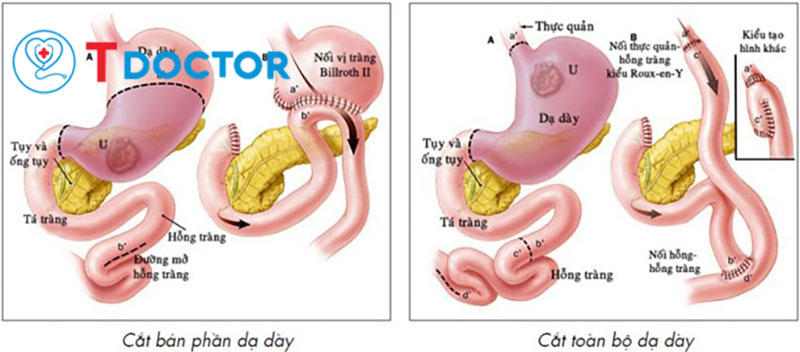 T DOCTOR
A
Dạ dày
U
Tụy và
ống tụy
Tá tràng
Hỗng tràng
b'
Đường mở
hỗng tràng
B
Nối vị tràng
Billroth II
a'
b'
Cắt bán phần dạ dày
A
Thực quản
a'
U
Dạ dày
Tụy và
ống tụy
Tá tràng
c'
b'
Hỗng tràng
d'
B
Nối thực quản-
hỗng tràng
kiểu Roux-en-Y
a'
c'
Kiểu tạo
hình khác
a'
c'
Nối hỗng-
hỗng tràng
b'
d'
Cắt toàn bộ dạ dày